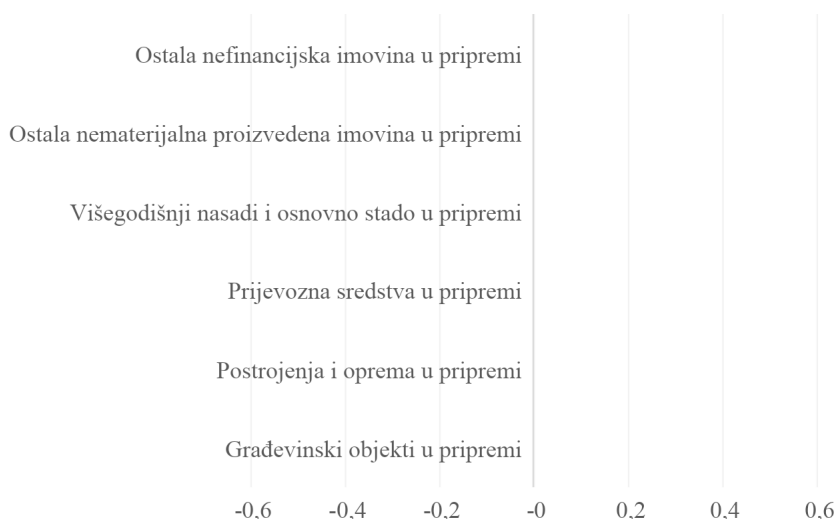 Ostala nefinancijska imovina u pripremi
Ostala nematerijalna proizvedena imovina u pripremi
Višegodišnji nasadi i osnovno stado u pripremi
Prijevozna sredstva u pripremi
Postrojenja i oprema u pripremi
Građevinski objekti u pripremi
-0,6 -0,4 -0,2 -0 0,2 0,4 0,6